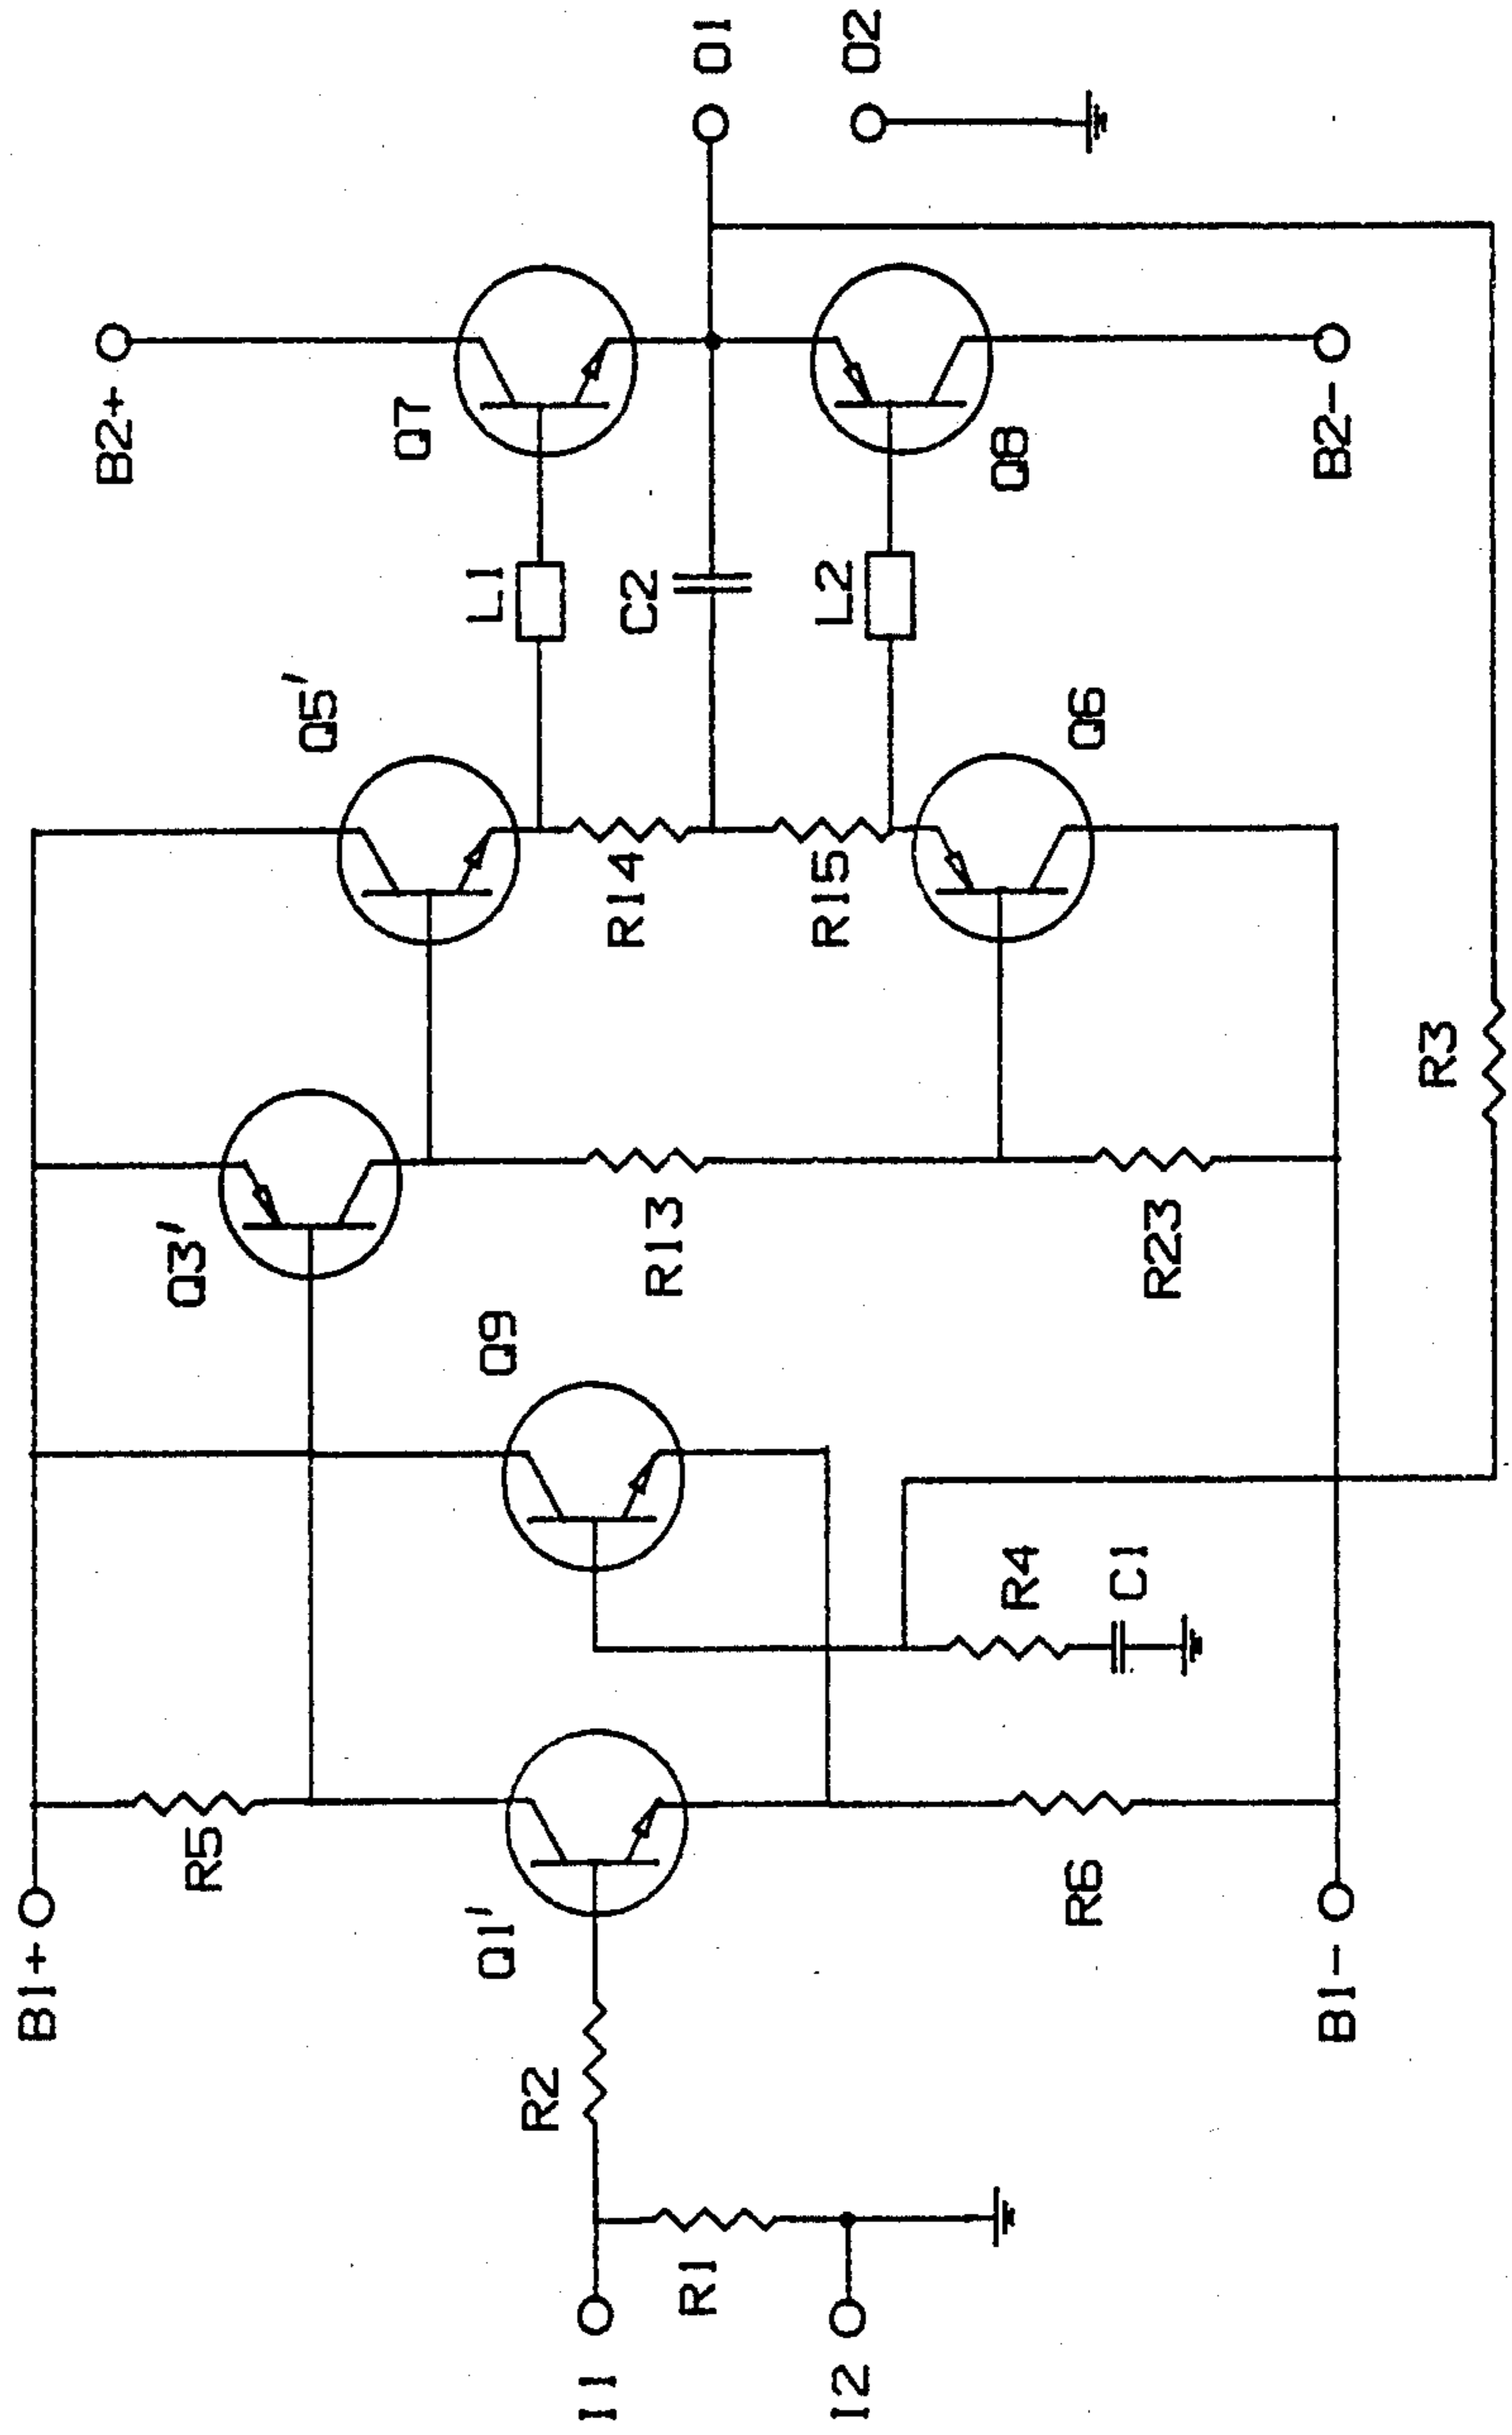 B1+
B2+
R5
Q3'
Q5'
Q7
L1
O1
Q1'
Q9
R2
I1
R13
R14
C2
R1
R15
L2
O2
I2
R4
C1
R6
R23
Q6
Q8
B1-
B2-
R3